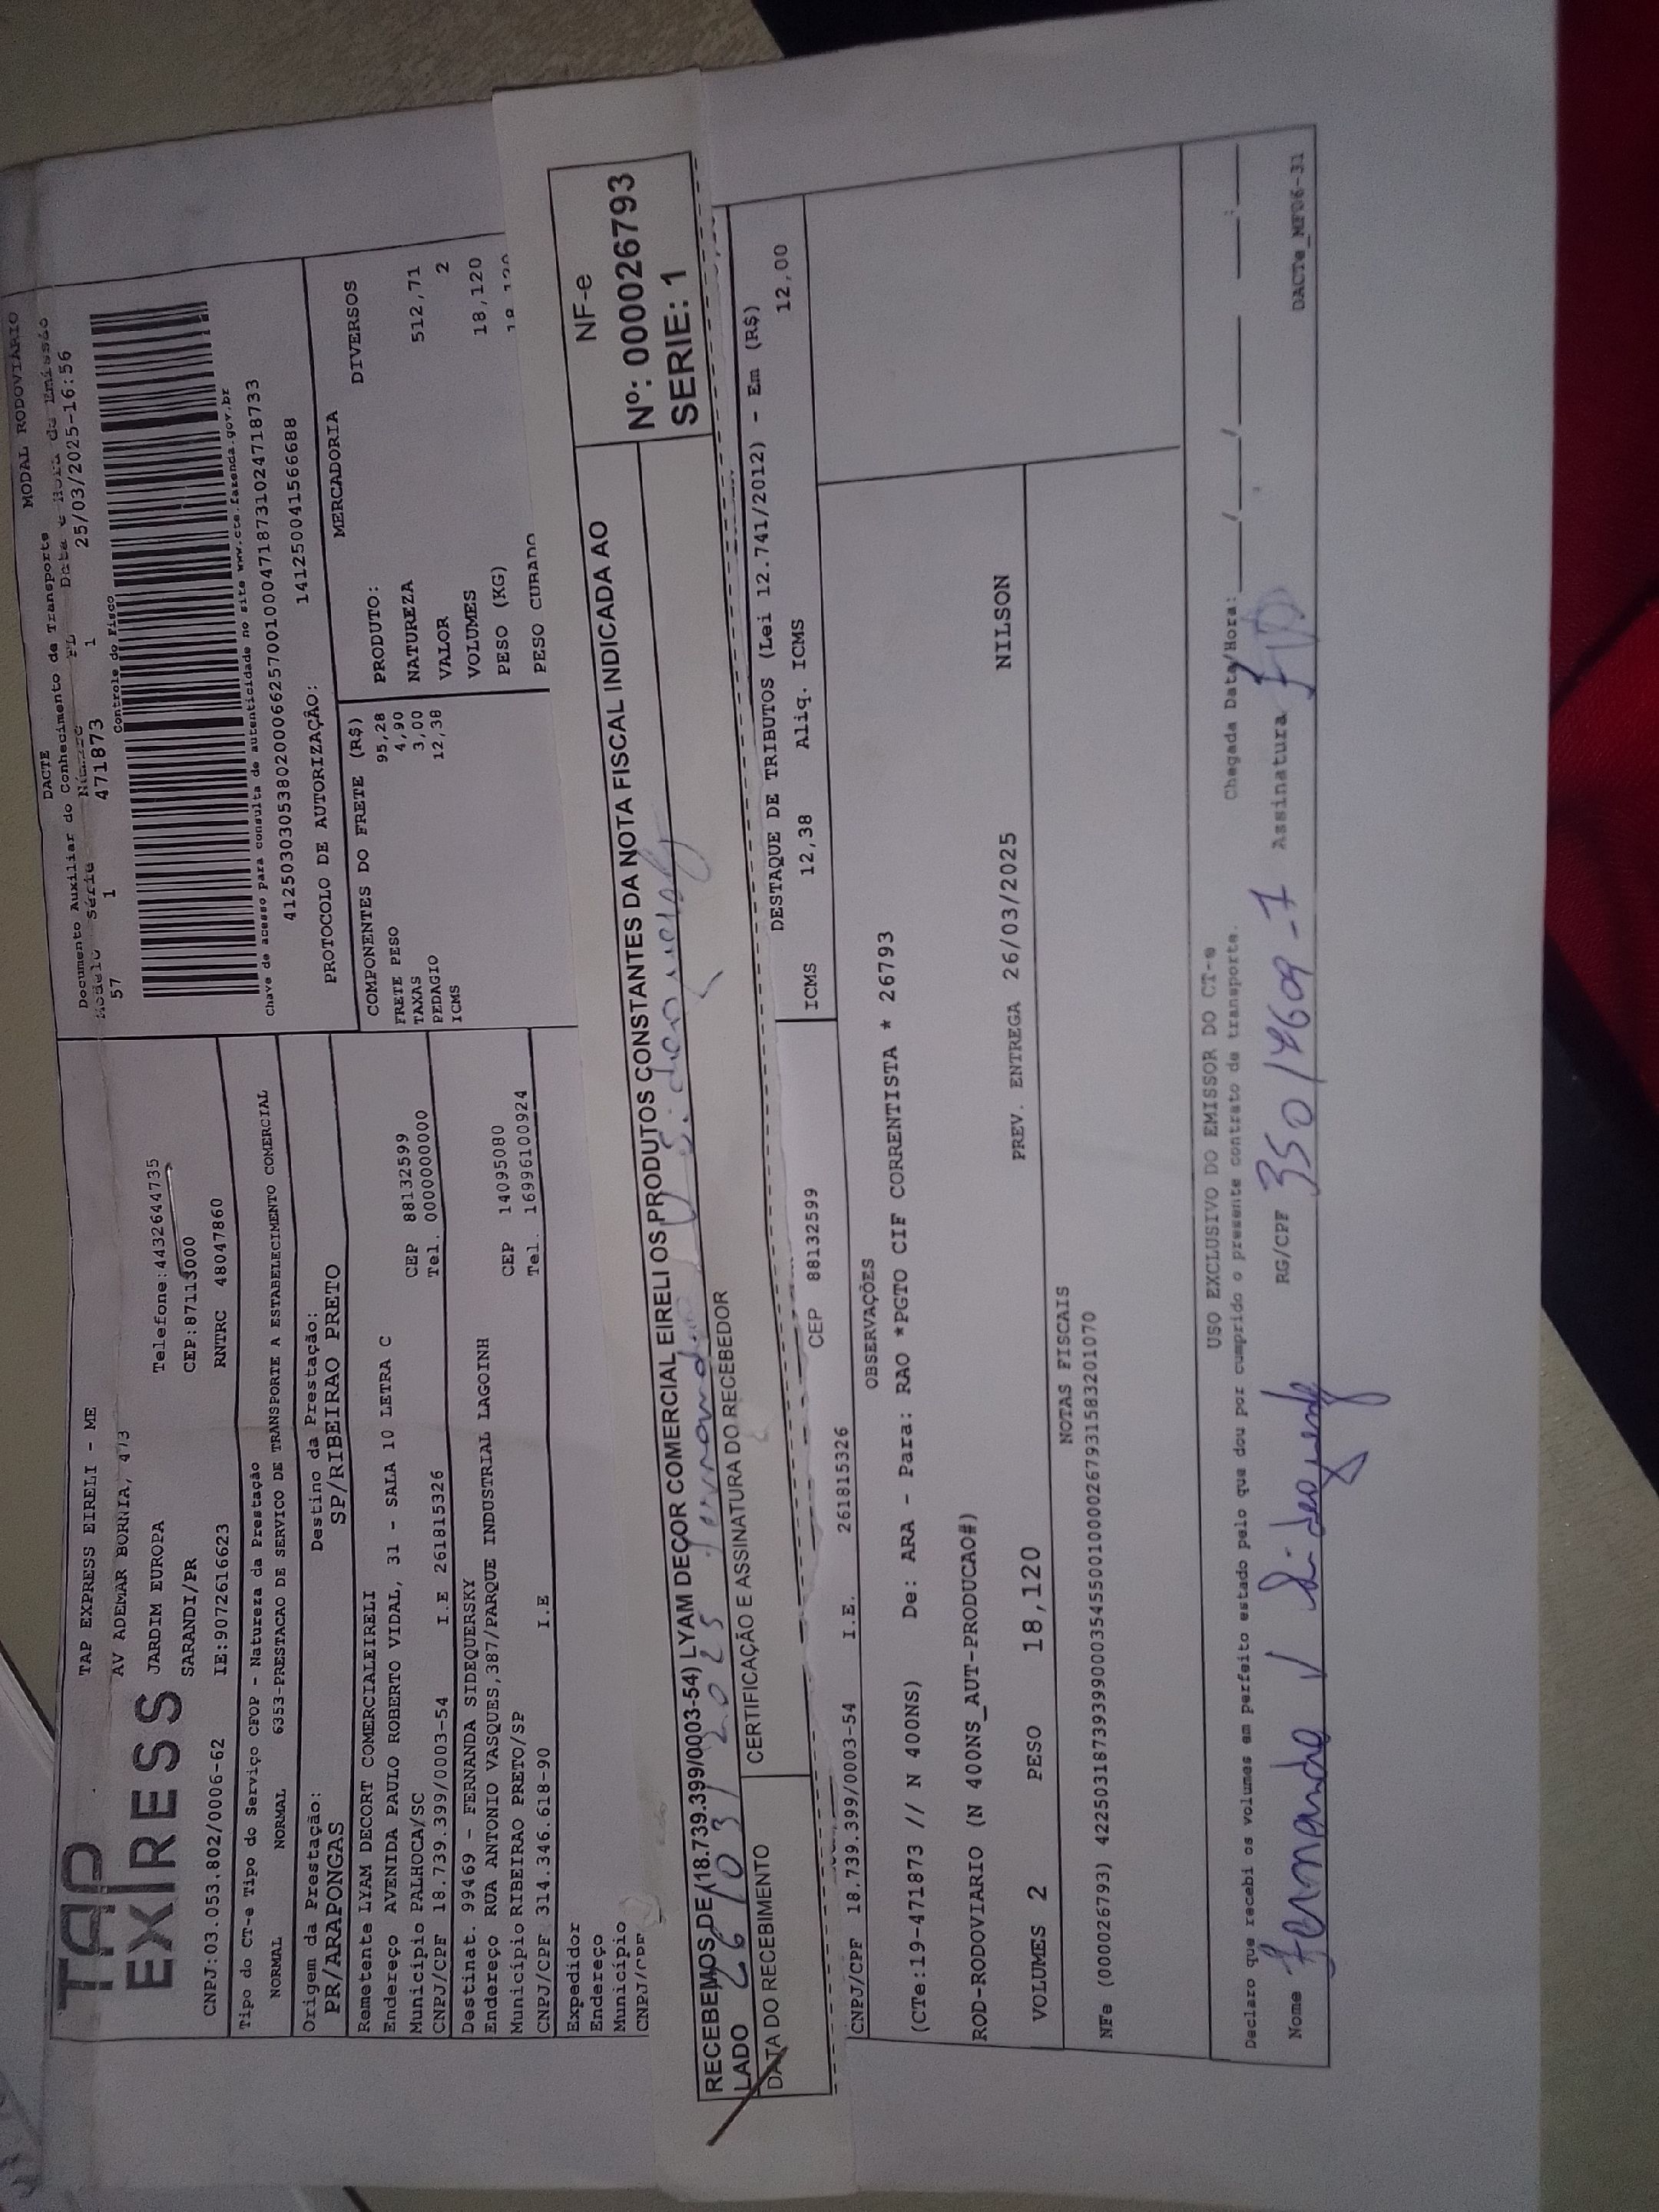 TAP
EXPRESS
TAP EXPRESS EIRELI - ME
AV ADEMAR BORNIA, 473
JARDIM EUROPA
Telefone:4432644735
SARANDI/PR
CEP:87113000
CNPJ:03.053.802/0006-62
IE:9072616623
RNTRC 48047860
MODAL RODOVIARIO
DACTE
Documento Auxiliar do Conhecimento de Transporte
Modelo Série Número FL Data e Hora da Emissão
57 1 471873 1 25/03/2025-16:56
Controle do Fisco
Chave de acesso para consulta de autenticidade no site www.cte.fazenda.gov.br
41250303053802000662570010004718731024718733
PROTOCOLO DE AUTORIZAÇÃO: 141250041566688
Tipo do CT-e Tipo do Serviço CFOP - Natureza da Prestação
NORMAL NORMAL 6353-PRESTACAO DE SERVICO DE TRANSPORTE A ESTABELECIMENTO COMERCIAL
Origem da Prestação: Destino da Prestação:
PR/ARAPONGAS SP/RIBEIRAO PRETO
Remetente LYAM DECORT COMERCIALEIRELI
Endereço AVENIDA PAULO ROBERTO VIDAL, 31 - SALA 10 LETRA C
Município PALHOCA/SC CEP 88132599
CNPJ/CPF 18.739.399/0003-54 I.E 261815326 Tel. 00000000000
Destinat. 99469 - FERNANDA SIDEQUERSKY
Endereço RUA ANTONIO VASQUES,387/PARQUE INDUSTRIAL LAGOINH
Município RIBEIRAO PRETO/SP CEP 14095080
CNPJ/CPF 314.346.618-90 I.E Tel. 16996100924
Expedidor
Endereço
Município
CNPJ/CPF
COMPONENTES DO FRETE (R$)
FRETE PESO 95,28
TAXAS 4,90
PEDAGIO 3,00
ICMS 12,38
MERCADORIA
PRODUTO: DIVERSOS
NATUREZA
VALOR 512,71
VOLUMES 2
PESO (KG) 18,120
PESO CUBADO 18,120
RECEBEMOS DE (18.739.399/0003-54) LYAM DECOR COMERCIAL EIRELI OS PRODUTOS CONSTANTES DA NOTA FISCAL INDICADA AO
LADO
26/03/2025 Fernanda V Sidequersky
DATA DO RECEBIMENTO
CERTIFICAÇÃO E ASSINATURA DO RECEBEDOR
NF-e
Nº: 000026793
SERIE: 1
DESTAQUE DE TRIBUTOS (Lei 12.741/2012) - Em (R$)
CNPJ/CPF 18.739.399/0003-54 I.E. 261815326 CEP 88132599
ICMS 12,38 Aliq. ICMS 12,00
OBSERVAÇÕES
(CTe:19-471873 // N 400NS) De: ARA - Para: RAO *PGTO CIF CORRENTISTA * 26793
ROD-RODOVIARIO (N 400NS_AUT-PRODUCAO#)
VOLUMES 2 PESO 18,120 PREV. ENTREGA 26/03/2025 NILSON
NOTAS FISCAIS
NFe (000026793) 42250318739399000354550010000267931583201070
USO EXCLUSIVO DO EMISSOR DO CT-e
Declaro que recebi os volumes em perfeito estado pelo que dou por cumprido o presente contrato de transporte.
Chegada Data/Hora: ____/____/____ ____:____
Nome Fernanda V Sidequersky RG/CPF 35017609-7 Assinatura
DACTe_MF06-31